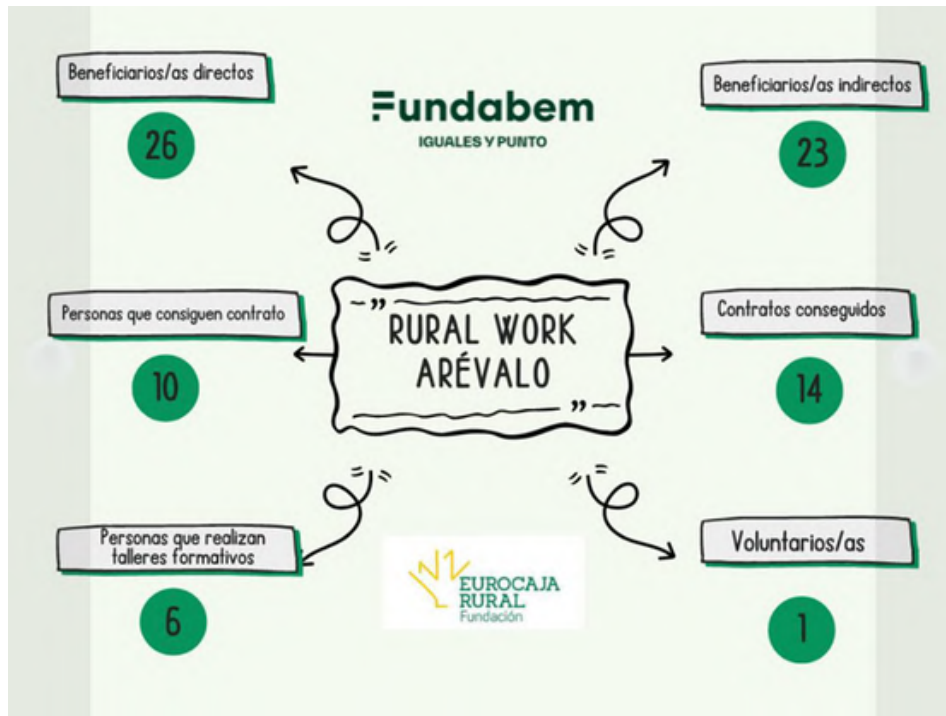 Beneficiarios/as directos
26
Fundabem
IGUALES Y PUNTO
Beneficiarios/as indirectos
23
Personas que consiguen contrato
10
„
RURAL WORK
ARÉVALO
„
Contratos conseguidos
14
Personas que realizan
talleres formativos
6
EUROCAJA
RURAL
Fundación
Voluntarios/as
1